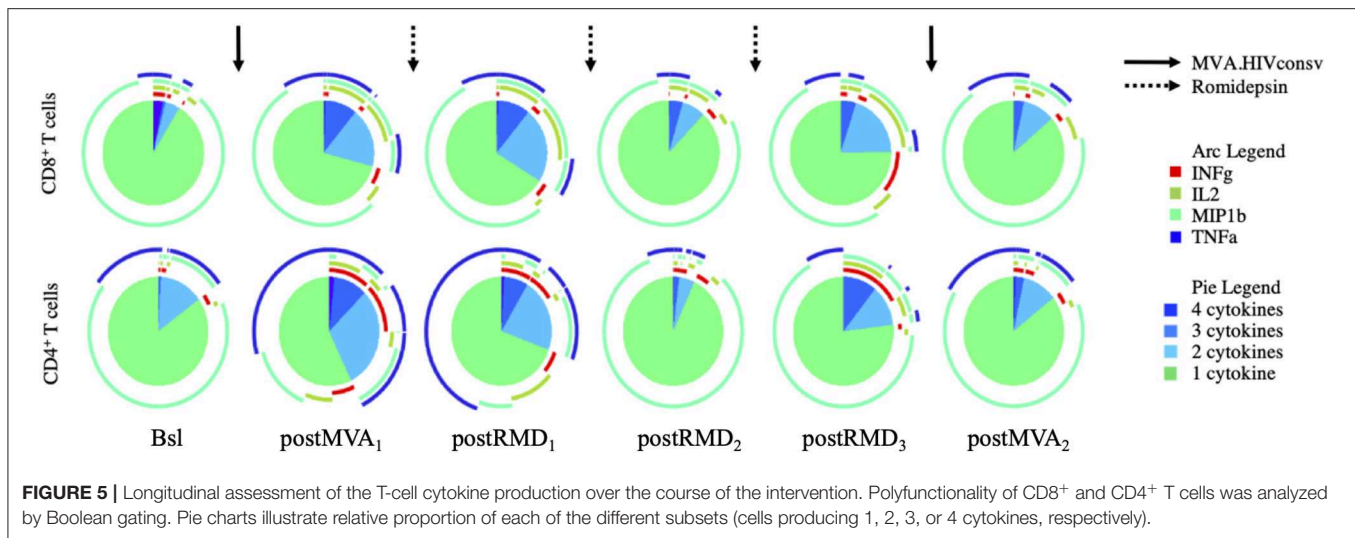 MVA.HIVconsv
Romidepsin
CD8+ T cells
Arc Legend
INFg
IL2
MIP1b
TNFa
CD4+ T cells
Pie Legend
4 cytokines
3 cytokines
2 cytokines
1 cytokine
Bsl postMVA1 postRMD1 postRMD2 postRMD3 postMVA2
FIGURE 5 | Longitudinal assessment of the T-cell cytokine production over the course of the intervention. Polyfunctionality of CD8+ and CD4+ T cells was analyzed
by Boolean gating. Pie charts illustrate relative proportion of each of the different subsets (cells producing 1, 2, 3, or 4 cytokines, respectively).